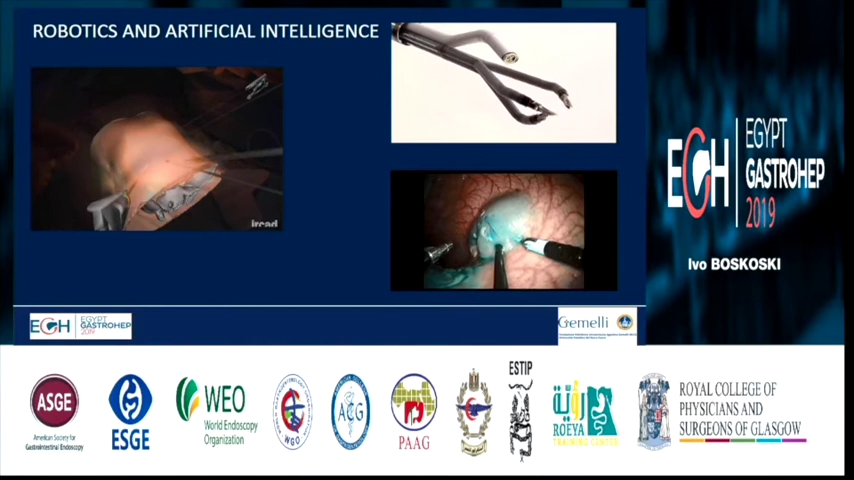 ROBOTICS AND ARTIFICIAL INTELLIGENCE
ircad
EGH
EGYPT
GASTROHEP
2019
Ivo BOSKOSKI
EGH
EGYPT
GASTROHEP
2019
Gemelli
ASGE
American Society for
Gastrointestinal Endoscopy
ESGE
WEO
World Endoscopy
Organization
WGO
ACG
PAAG
ESTIP
رؤية
ROEYA
TRAINING CENTER
ROYAL COLLEGE OF
PHYSICIANS AND
SURGEONS OF GLASGOW